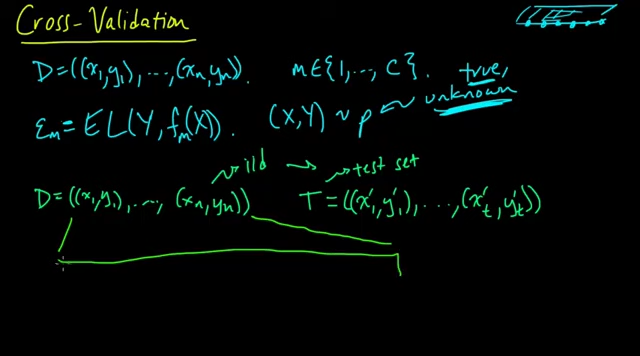 Cross-Validation
D = ((x₁,y₁),...,(xₙ,yₙ)). m∈{1,...,C}. true,
unknown
εₘ = E L(Y, fₘ(X)). (X,Y) ~ p
iid test set
D = ((x₁,y₁),...,(xₙ,yₙ)) T = ((x'₁,y'₁),...,(x'ₜ,y'ₜ))